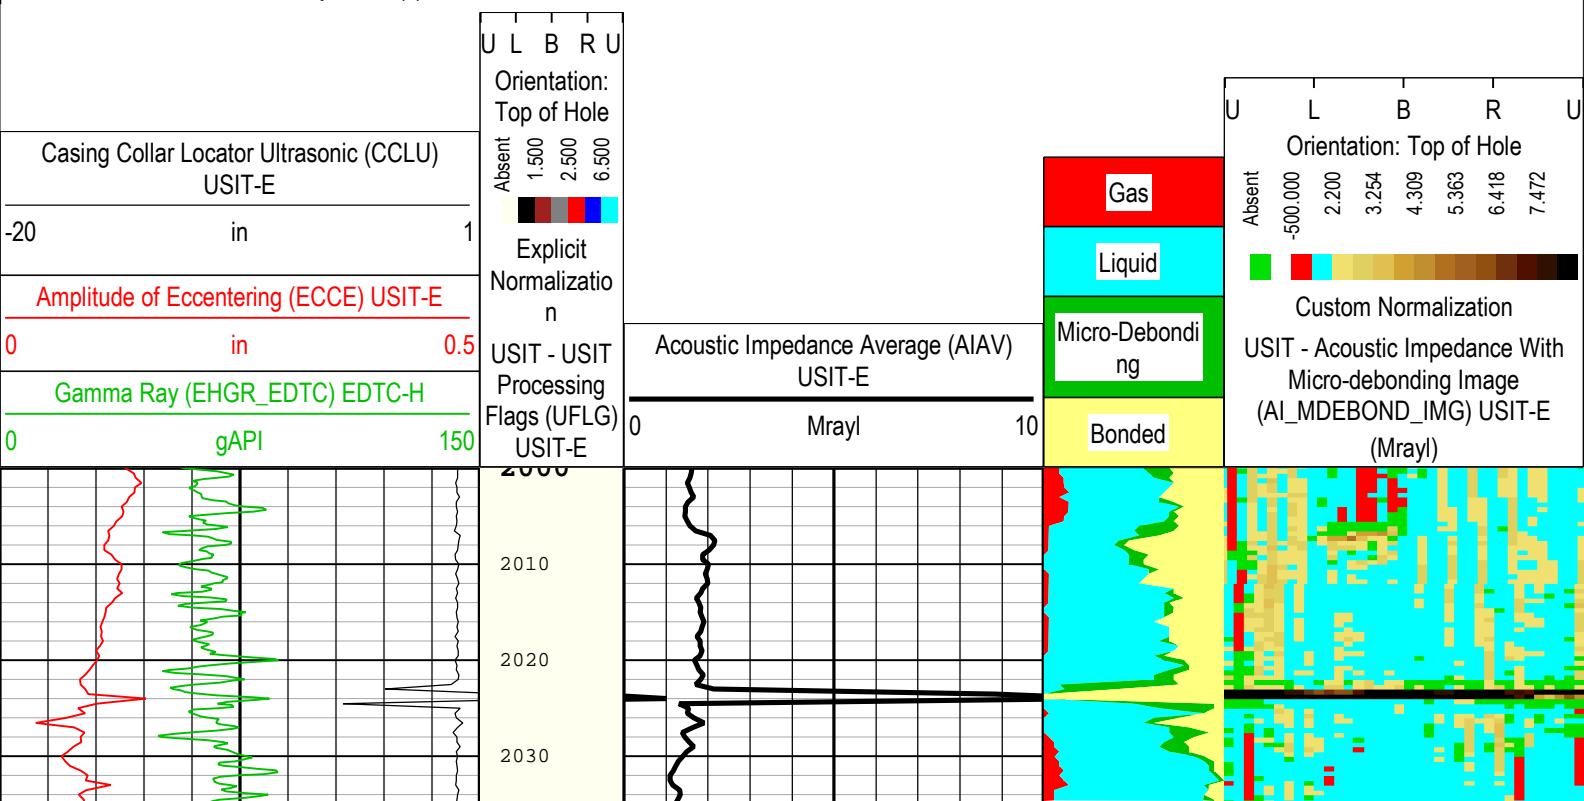 U L B R U
Orientation:
Top of Hole
Absent
1.500
2.500
6.500
Explicit
Normalizatio
n
USIT - USIT
Processing
Flags (UFLG)
USIT-E
Casing Collar Locator Ultrasonic (CCLU)
USIT-E
-20 in 1
Amplitude of Eccentering (ECCE) USIT-E
0 in 0.5
Gamma Ray (EHGR_EDTC) EDTC-H
0 gAPI 150
Acoustic Impedance Average (AIAV)
USIT-E
0 Mrayl 10
Gas
Liquid
Micro-Debondi
ng
Bonded
U L B R U
Orientation: Top of Hole
Absent
-500.000
2.200
3.254
4.309
5.363
6.418
7.472
Custom Normalization
USIT - Acoustic Impedance With
Micro-debonding Image
(AI_MDEBOND_IMG) USIT-E
(Mrayl)
2000
2010
2020
2030